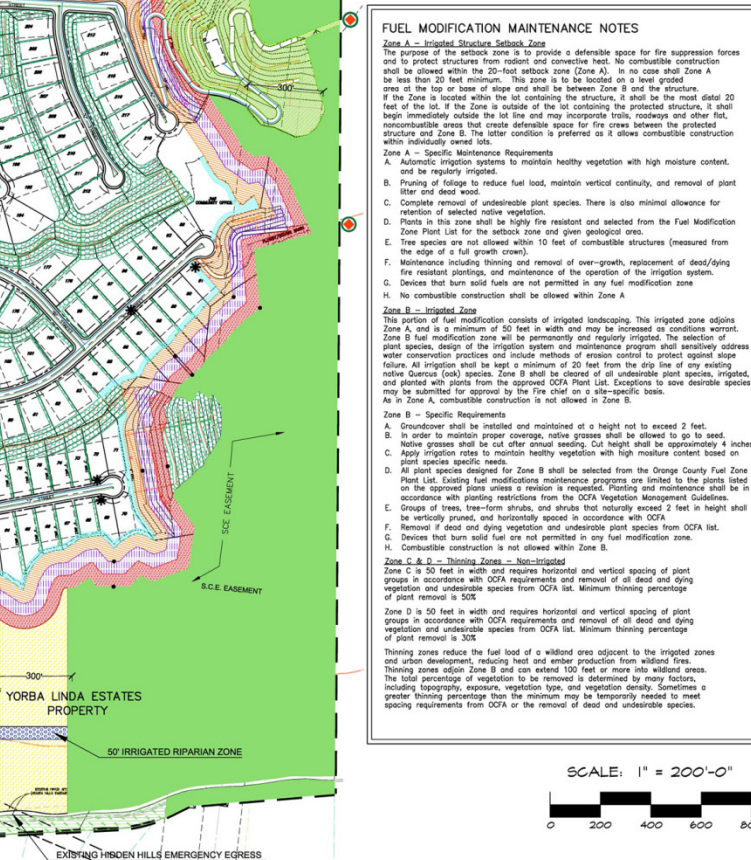 300'
COMMUNITY OFFICE
SCE EASEMENT
S.C.E. EASEMENT
300'
YORBA LINDA ESTATES
PROPERTY
50' IRRIGATED RIPARIAN ZONE
EXISTING HIDDEN HILLS EMERGENCY EGRESS
FUEL MODIFICATION MAINTENANCE NOTES
Zone A – Irrigated Structure Setback Zone
The purpose of the setback zone is to provide a defensible space for fire suppression forces
and to protect structures from radiant and convective heat. No combustible construction
shall be allowed within the 20-foot setback zone (Zone A). In no case shall Zone A
be less than 20 feet minimum. This zone is to be located on a level graded
area at the top or base of slope and shall be between Zone B and the structure.
If the Zone is located within the lot containing the structure, it shall be the most distal 20
feet of the lot. If the Zone is outside of the lot containing the protected structure, it shall
begin immediately outside the lot line and may incorporate trails, roadways and other flat,
noncombustible areas that create defensible space for fire crews between the protected
structure and Zone B. The latter condition is preferred as it allows combustible construction
within individually owned lots.
Zone A – Specific Maintenance Requirements
A. Automatic irrigation systems to maintain healthy vegetation with high moisture content.
and be regularly irrigated.
B. Pruning of foliage to reduce fuel load, maintain vertical continuity, and removal of plant
litter and dead wood.
C. Complete removal of undesireable plant species. There is also minimal allowance for
retention of selected native vegetation.
D. Plants in this zone shall be highly fire resistant and selected from the Fuel Modification
Zone Plant List for the setback zone and given geological area.
E. Tree species are not allowed within 10 feet of combustible structures (measured from
the edge of a full growth crown).
F. Maintenance including thinning and removal of over-growth, replacement of dead/dying
fire resistant plantings, and maintenance of the operation of the irrigation system.
G. Devices that burn solid fuels are not permitted in any fuel modification zone
H. No combustible construction shall be allowed within Zone A
Zone B – Irrigated Zone
This portion of fuel modification consists of irrigated landscaping. This irrigated zone adjoins
Zone A, and is a minimum of 50 feet in width and may be increased as conditions warrant.
Zone B fuel modification zone will be permanently and regularly irrigated. The selection of
plant species, design of the irrigation system and maintenance program shall sensitively address
water conservation practices and include methods of erosion control to protect against slope
failure. All irrigation shall be kept a minimum of 20 feet from the drip line of any existing
native Quercus (oak) species. Zone B shall be cleared of all undesirable plant species, irrigated,
and planted with plants from the approved OCFA Plant List. Exceptions to save desirable species
may be submitted for approval by the Fire chief on a site-specific basis.
As in Zone A, combustible construction is not allowed in Zone B.
Zone B – Specific Requirements
A. Groundcover shall be installed and maintained at a height not to exceed 2 feet.
B. In order to maintain proper coverage, native grasses shall be allowed to go to seed.
Native grasses shall be cut after annual seeding. Cut height shall be approximately 4 inches
C. Apply irrigation rates to maintain healthy vegetation with high mositure content based on
plant species specific needs.
D. All plant species designed for Zone B shall be selected from the Orange County Fuel Zone
Plant List. Existing fuel modifications maintenance programs are limited to the plants listed
on the approved plans unless a revision is requested. Planting and maintenance shall be in
accordance with planting restrictions from the OCFA Vegetation Management Guidelines.
E. Groups of trees, tree-form shrubs, and shrubs that naturally exceed 2 feet in height shall
be vertically pruned, and horizontally spaced in accordance with OCFA
F. Removal if dead and dying vegetation and undesirable plant species from OCFA list.
G. Devices that burn solid fuel are not permitted in any fuel modification zone.
H. Combustible construction is not allowed within Zone B.
Zone C & D – Thinning Zones – Non-Irrigated
Zone C is 50 feet in width and requires horizontal and vertical spacing of plant
groups in accordance with OCFA requirements and removal of all dead and dying
vegetation and undesirable species from OCFA list. Minimum thinning percentage
of plant removal is 50%
Zone D is 50 feet in width and requires horizontal and vertical spacing of plant
groups in accordance with OCFA requirements and removal of all dead and dying
vegetation and undesirable species from OCFA list. Minimum thinning percentage
of plant removal is 30%
Thinning zones reduce the fuel load of a wildland area adjacent to the irrigated zones
and urban development, reducing heat and ember production from wildland fires.
Thinning zones adjoin Zone B and can extend 100 feet or more into wildland areas.
The total percentage of vegetation to be removed is determined by many factors,
including topography, exposure, vegetation type, and vegetation density. Sometimes a
greater thinning percentage than the minimum may be temporarily needed to meet
spacing requirements from OCFA or the removal of dead and undesirable species.
SCALE: 1" = 200'-0"
0 200 400 600 80